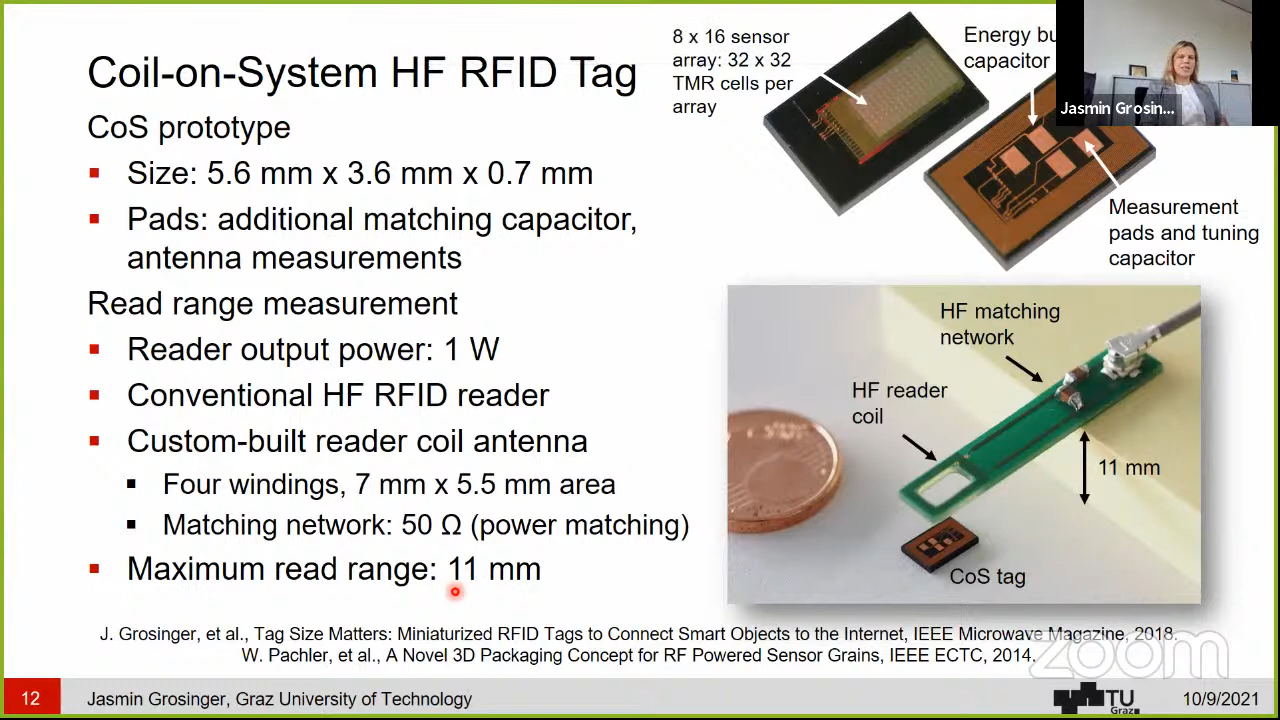 Coil-on-System HF RFID Tag
CoS prototype
▪ Size: 5.6 mm x 3.6 mm x 0.7 mm
▪ Pads: additional matching capacitor,
antenna measurements
Read range measurement
▪ Reader output power: 1 W
▪ Conventional HF RFID reader
▪ Custom-built reader coil antenna
▪ Four windings, 7 mm x 5.5 mm area
▪ Matching network: 50 Ω (power matching)
▪ Maximum read range: 11 mm
8 x 16 sensor
array: 32 x 32
TMR cells per
array
Energy
capacitor
Jasmin Grosin...
Measurement
pads and tuning
capacitor
HF matching
network
HF reader
coil
11 mm
CoS tag
J. Grosinger, et al., Tag Size Matters: Miniaturized RFID Tags to Connect Smart Objects to the Internet, IEEE Microwave Magazine, 2018.
W. Pachler, et al., A Novel 3D Packaging Concept for RF Powered Sensor Grains, IEEE ECTC, 2014.
zoom
12
Jasmin Grosinger, Graz University of Technology
TU
Graz
10/9/2021